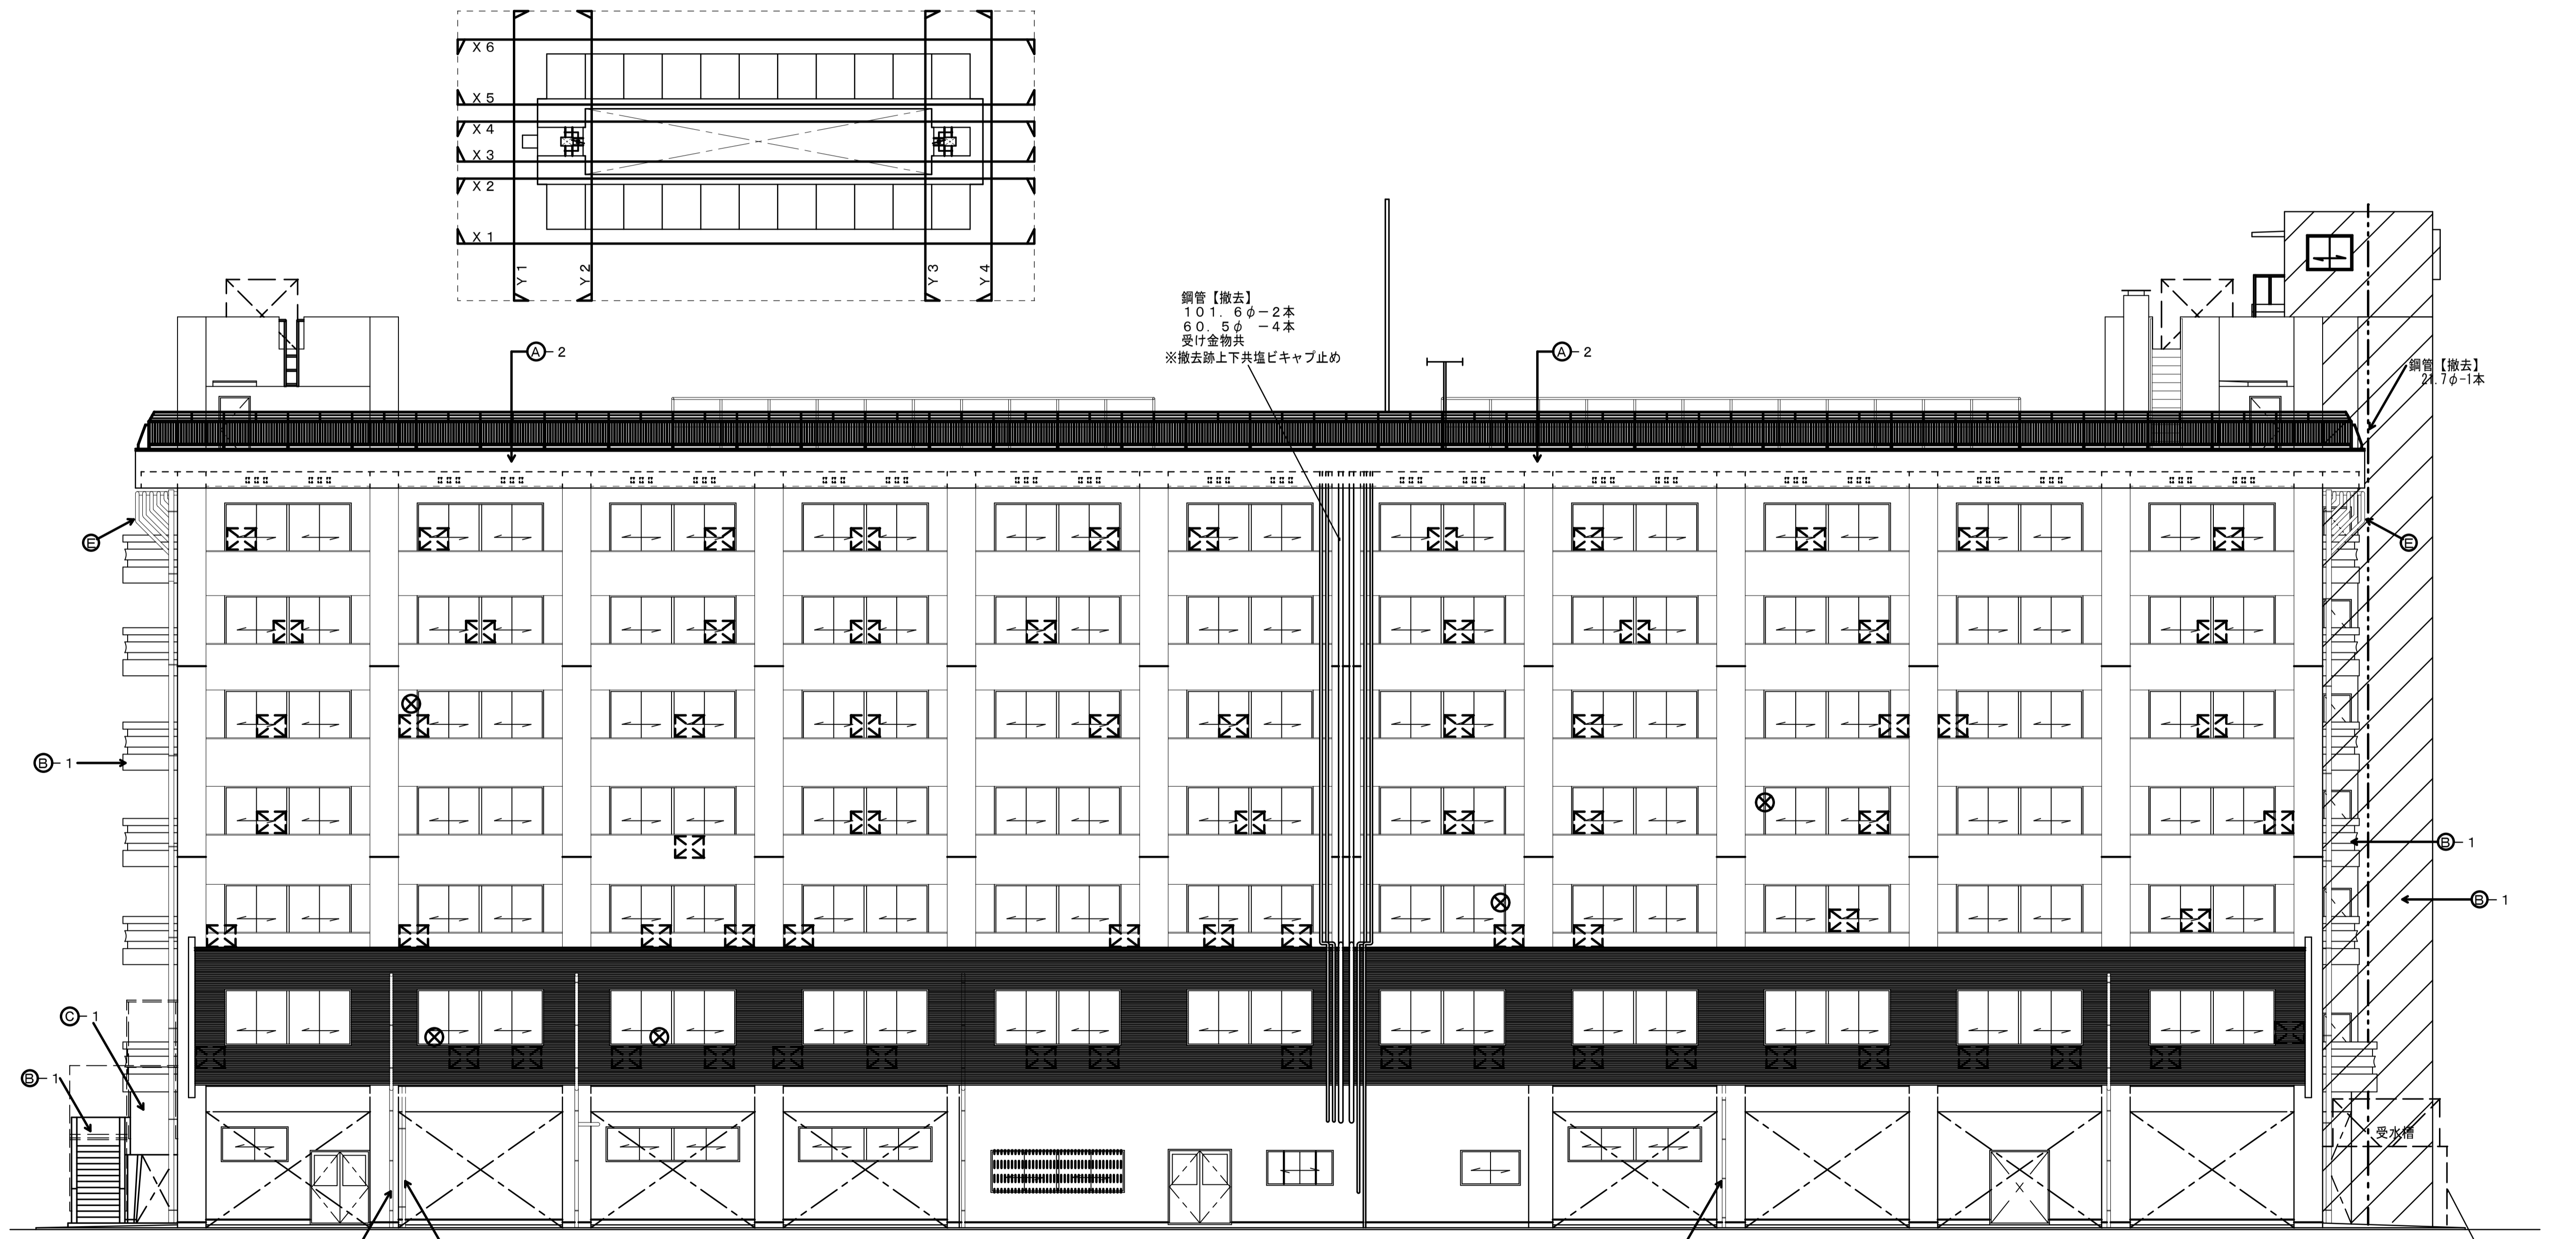 X6
X5
X4
X3
X2
X1
Y1
Y2
Y3
Y4
鋼管【撤去】
101.6φ-2本
60.5φ -4本
受け金物共
※撤去跡上下共塩ビキャップ止め
A-2
A-2
鋼管【撤去】
21.7φ-1本
E
E
B-1
B-1
B-1
C-1
B-1
受水槽